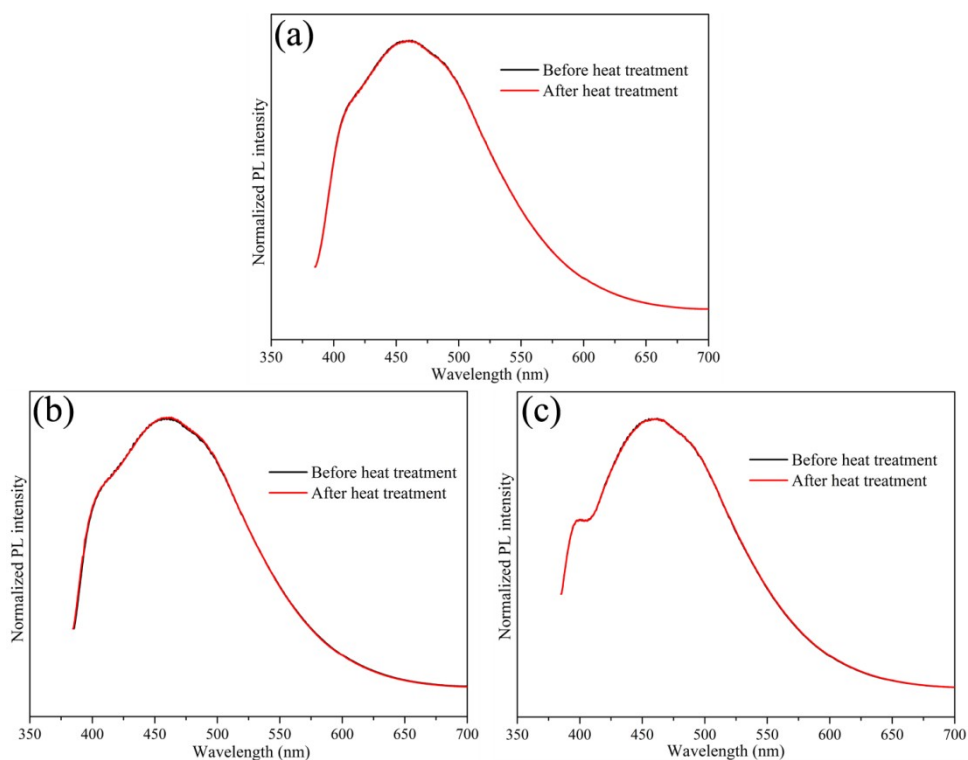 (a)
Before heat treatment
After heat treatment
Normalized PL intensity
350 400 450 500 550 600 650 700
Wavelength (nm)
(b)
Before heat treatment
After heat treatment
Normalized PL intensity
350 400 450 500 550 600 650 700
Wavelength (nm)
(c)
Before heat treatment
After heat treatment
Normalized PL intensity
350 400 450 500 550 600 650 700
Wavelength (nm)